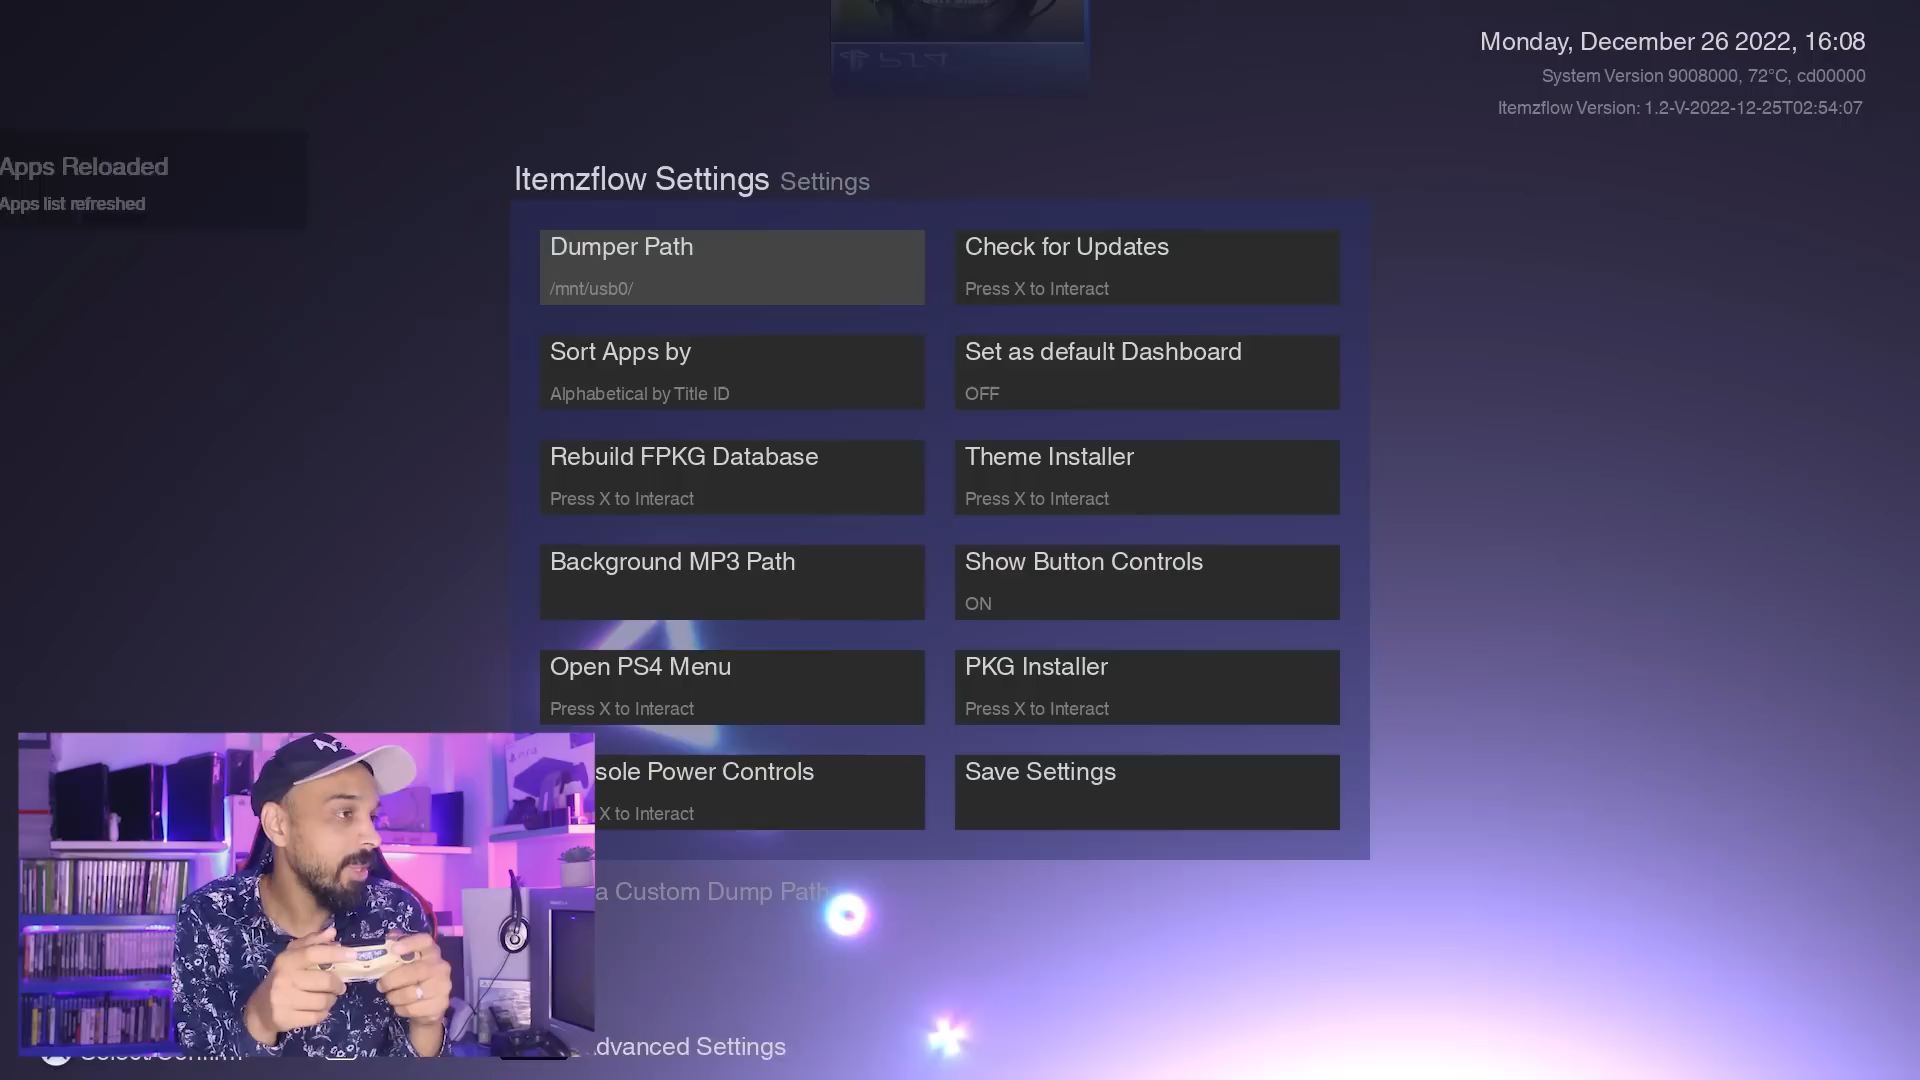 Monday, December 26 2022, 16:08
System Version 9008000, 72°C, cd00000
Itemzflow Version: 1.2-V-2022-12-25T02:54:07
Apps Reloaded
Apps list refreshed
Itemzflow Settings Settings
Dumper Path
/mnt/usb0/
Check for Updates
Press X to Interact
Sort Apps by
Alphabetical by Title ID
Set as default Dashboard
OFF
Rebuild FPKG Database
Press X to Interact
Theme Installer
Press X to Interact
Background MP3 Path
Show Button Controls
ON
Open PS4 Menu
Press X to Interact
PKG Installer
Press X to Interact
sole Power Controls
X to Interact
Save Settings
a Custom Dump Path
dvanced Settings